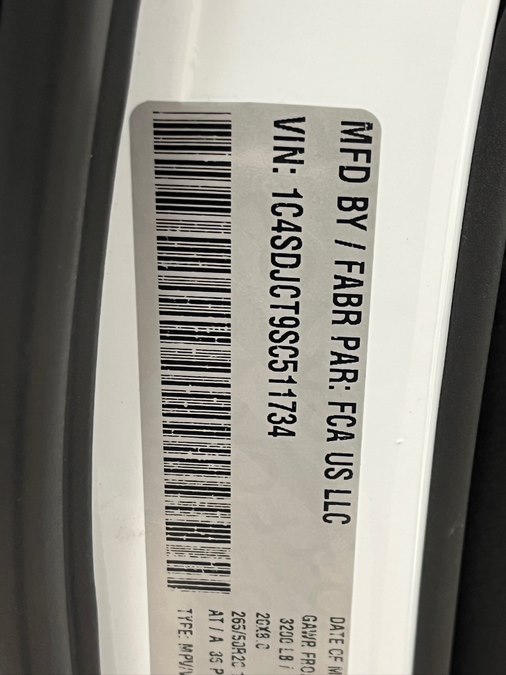 MFD BY / FABR PAR: FCA US LLC
DATE OF M
VIN: 1C4SDJCT9SC511734
GAWR FRO
3200 LB
20X8.0
265/50R20
AT / A 36 P
TYPE: MPV/